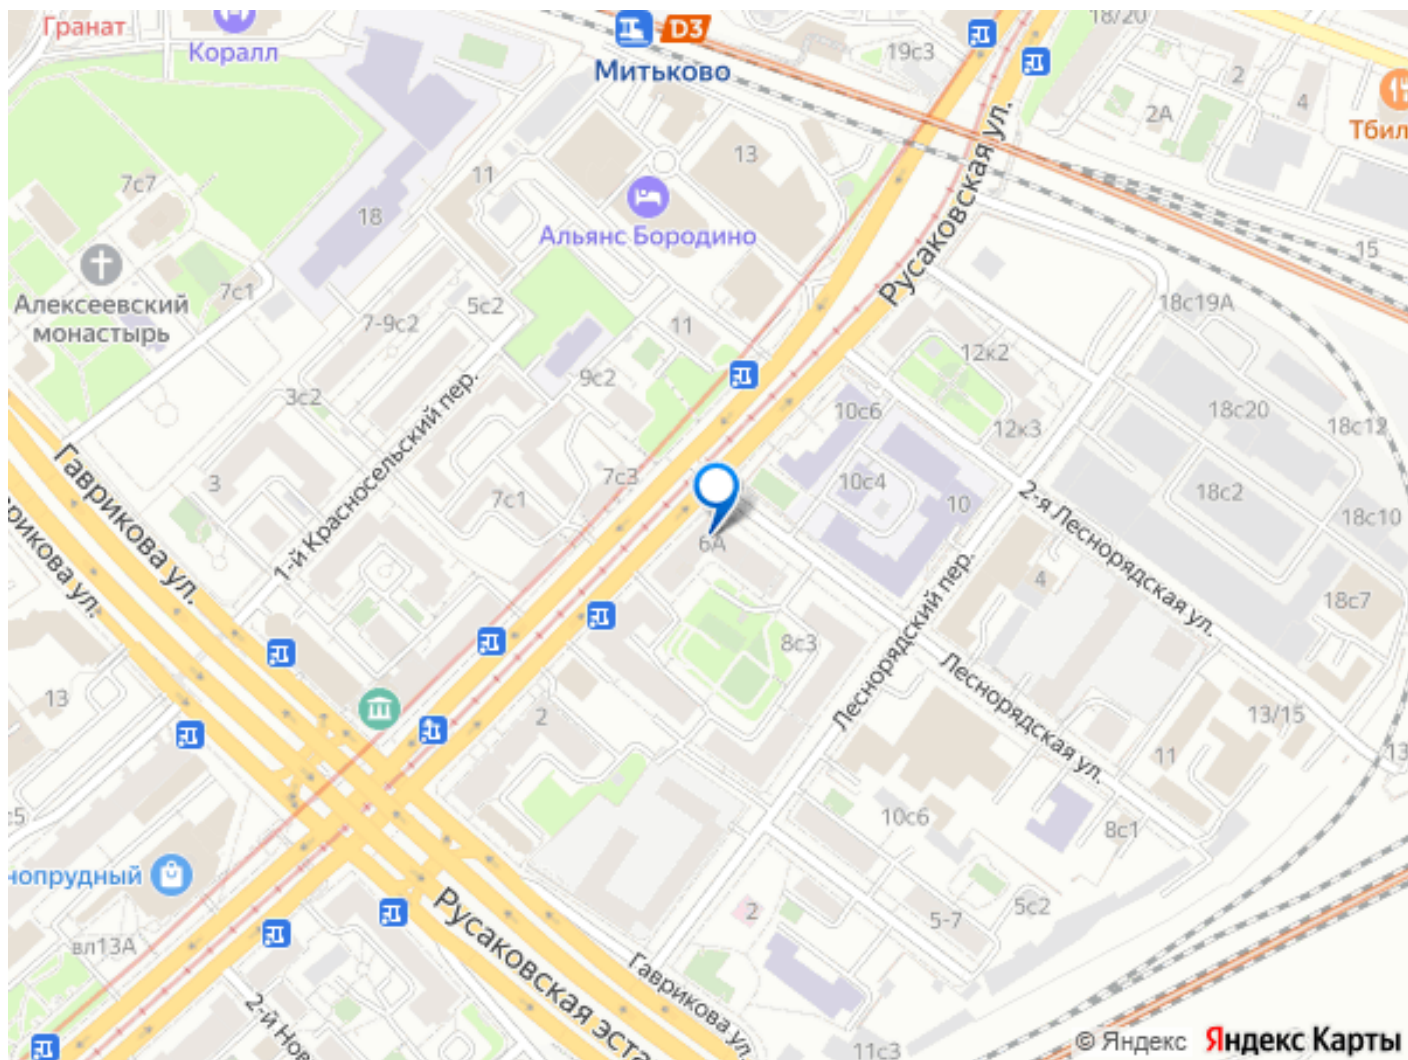 Гранат
Коралл
D3
Митьково
19с3
18/20
2
4
2А
Тбил
15
7с7
18
11
13
Альянс Бородино
Русаковская ул.
Алексеевский
монастырь
7с1
7-9с2
5с2
11
18с19А
12к2
3с2
9с2
10с6
12к3
18с20
18с12
1-й Красносельский пер.
3
7с1
7с3
10с4
10
18с2
18с10
2-я Леснорядская ул.
Гаврикова ул.
врикова ул.
6А
4
18с7
8с3
Леснорядский пер.
Леснорядская ул.
13
2
13/15
11
13
с5
10с6
8с1
нопрудный
вл13А
2
5-7
5с2
Русаковская эста
Гаврикова ул.
2-й Нов
11с3
© Яндекс
Яндекс Карты